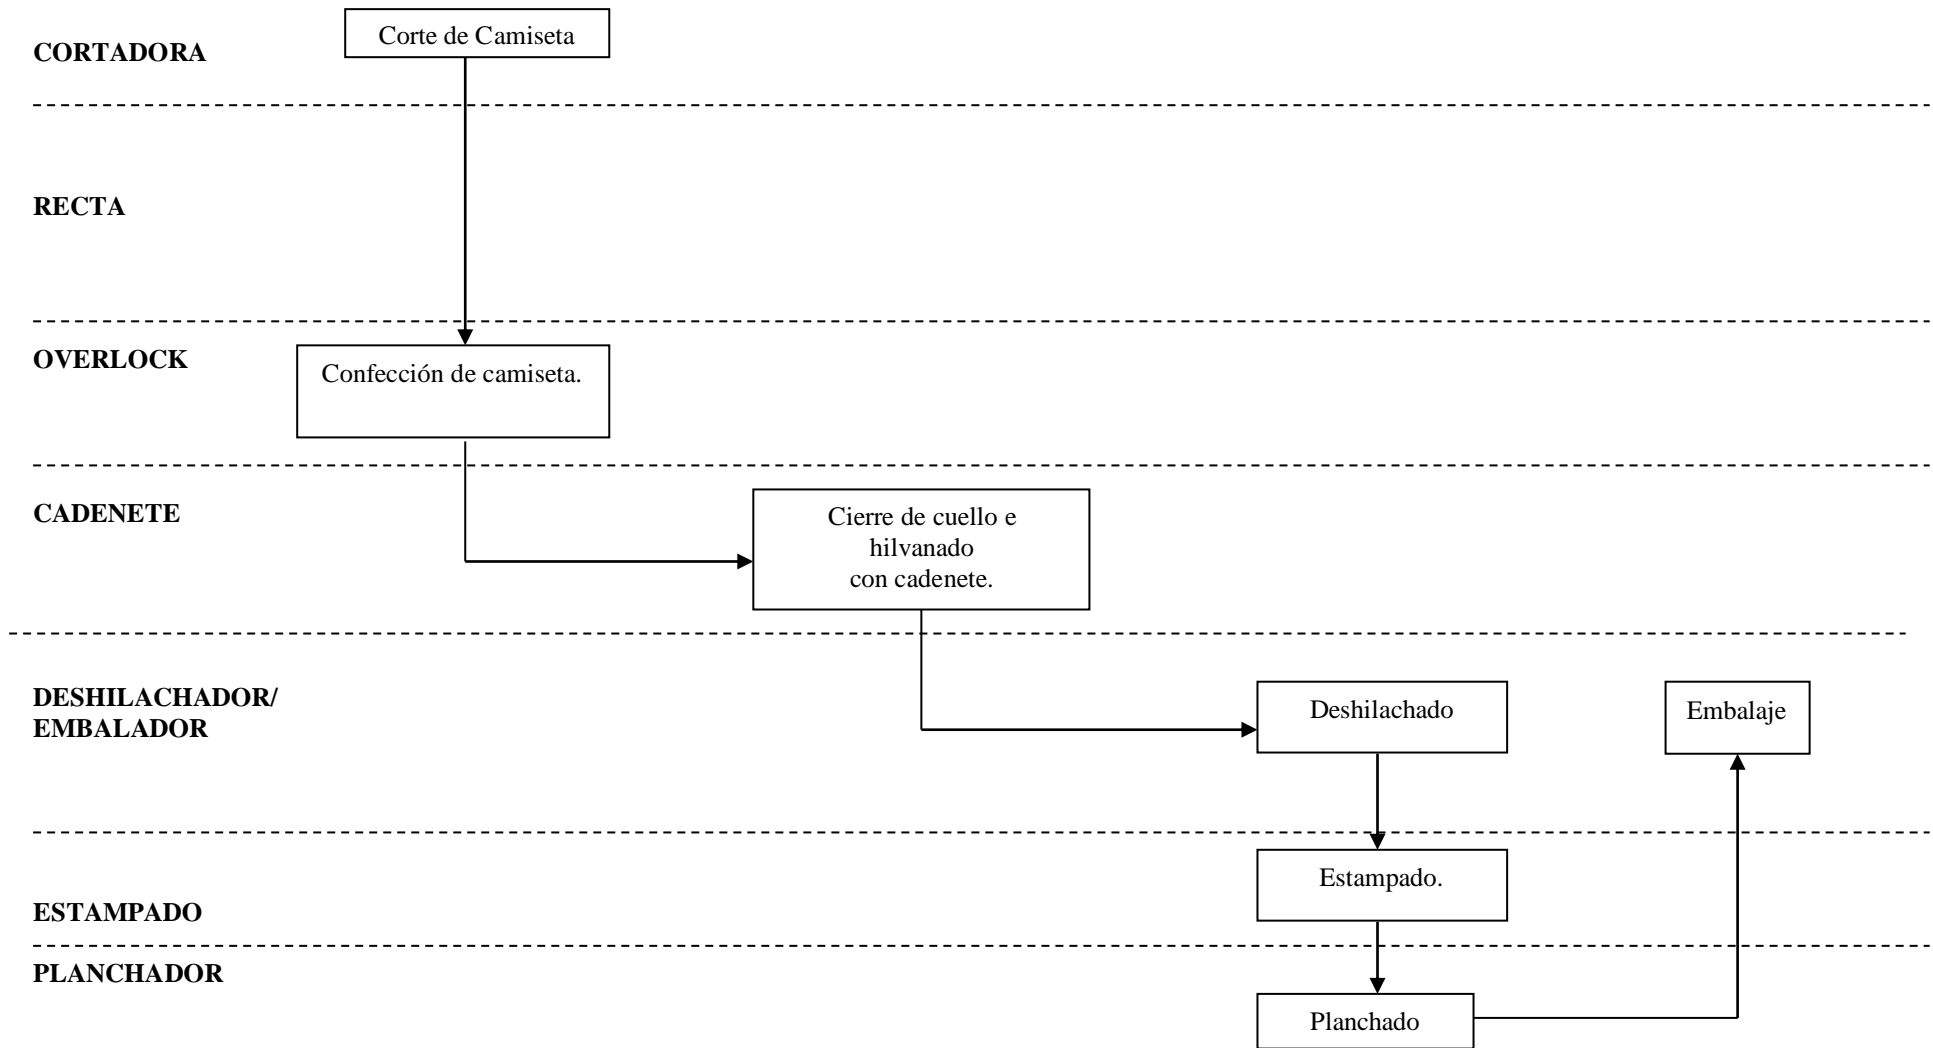 Corte de Camiseta
CORTADORA
RECTA
OVERLOCK
Confección de camiseta.
CADENETE
Cierre de cuello e
hilvanado
con cadenete.
DESHILACHADOR/
EMBALADOR
Deshilachado
Embalaje
Estampado.
ESTAMPADO
PLANCHADOR
Planchado